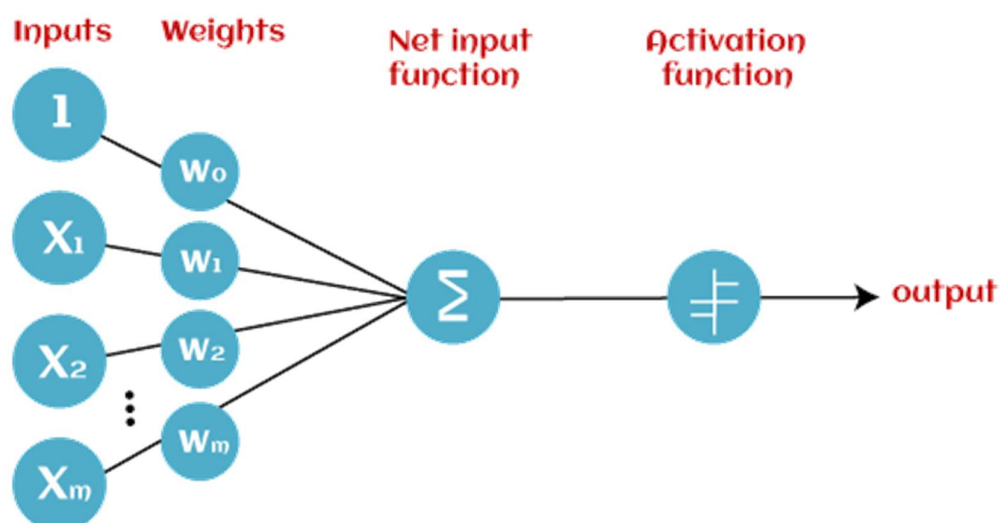 Inputs Weights Net input function Activation function
1
w₀
X₁
w₁
Σ
output
X₂
w₂
⋮
Xₘ
wₘ